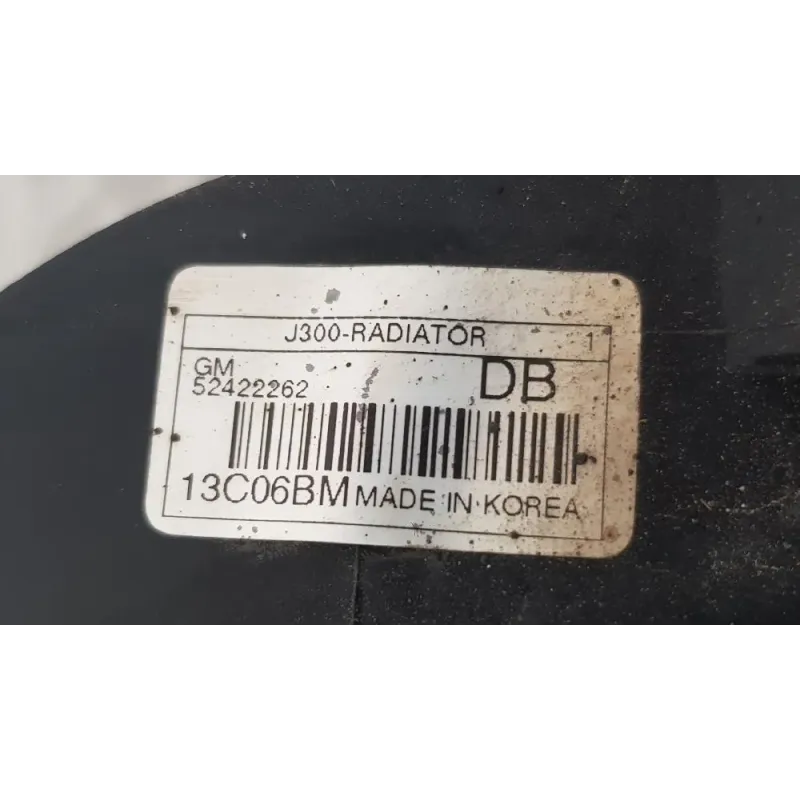 J300-RADIATOR 1
GM DB
52422262
13C06BM MADE IN KOREA